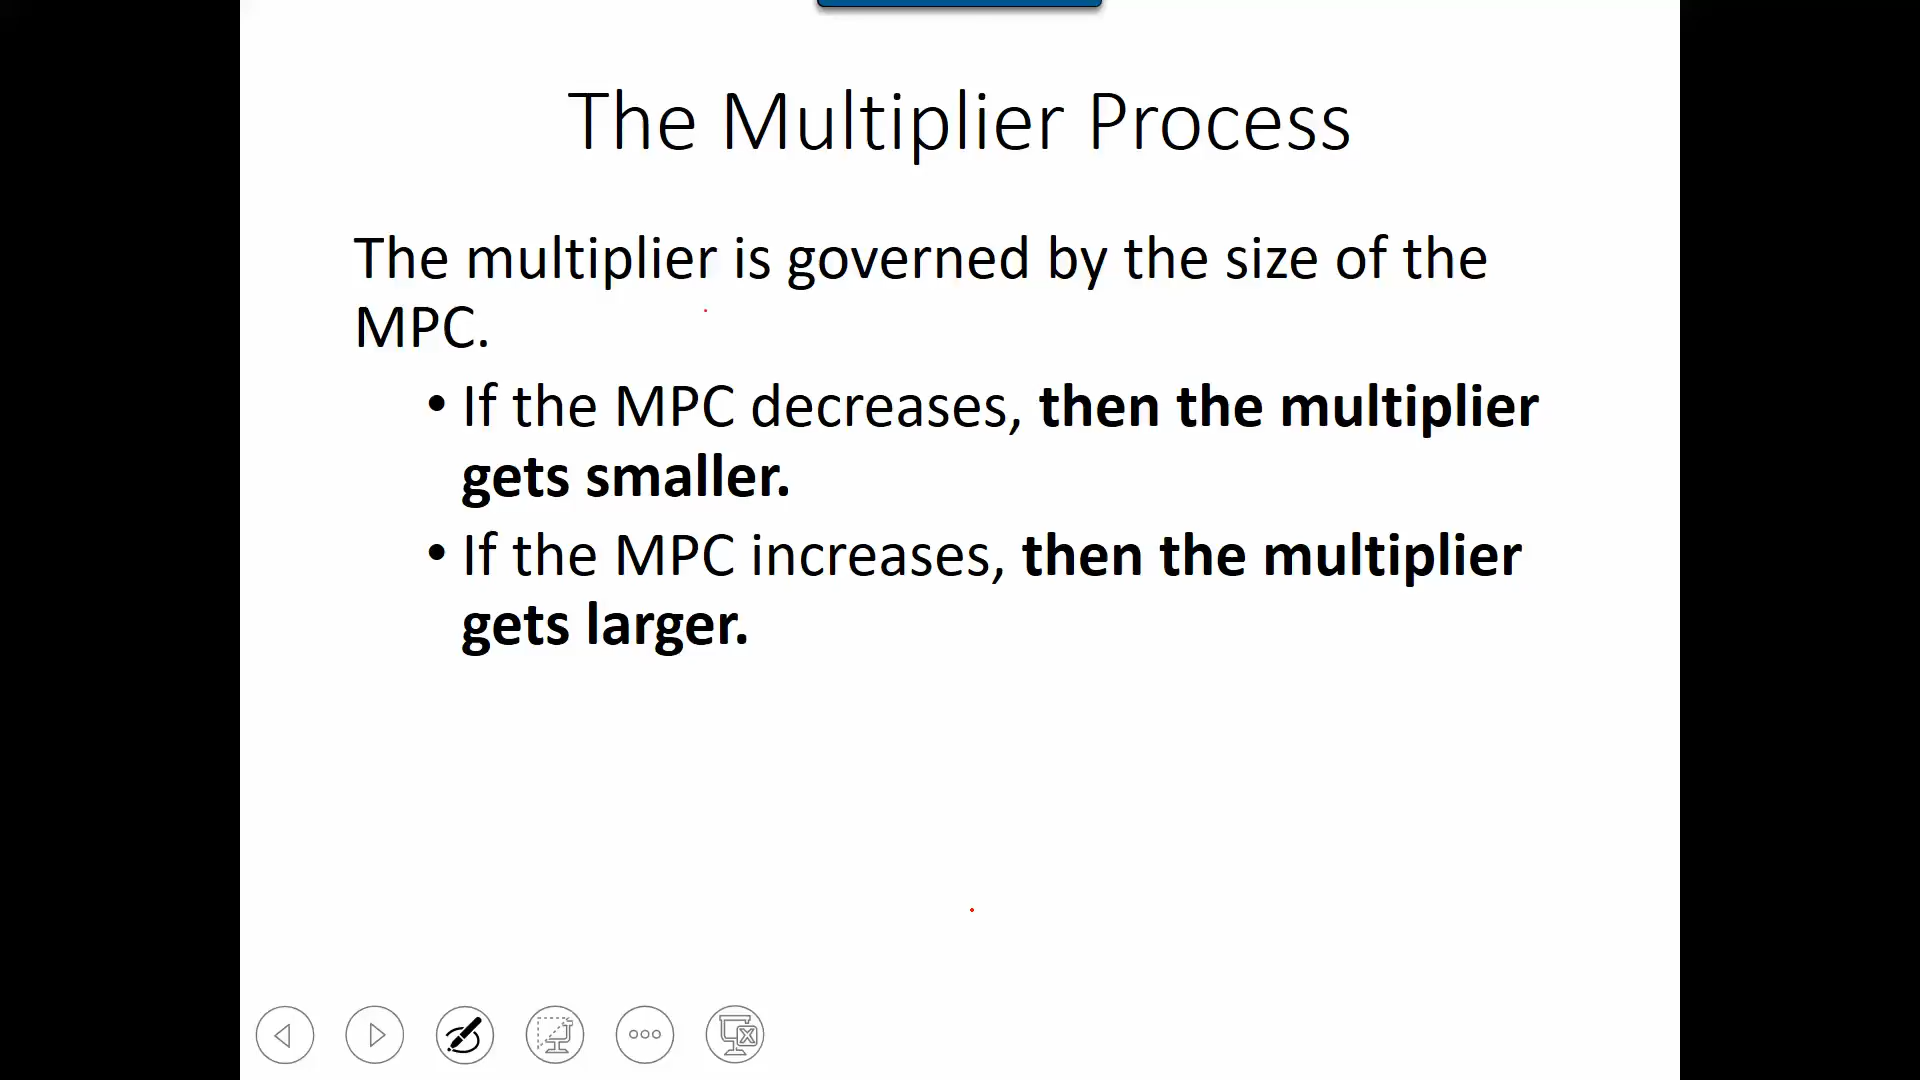 The Multiplier Process
The multiplier is governed by the size of the
MPC.
• If the MPC decreases, then the multiplier
gets smaller.
• If the MPC increases, then the multiplier
gets larger.